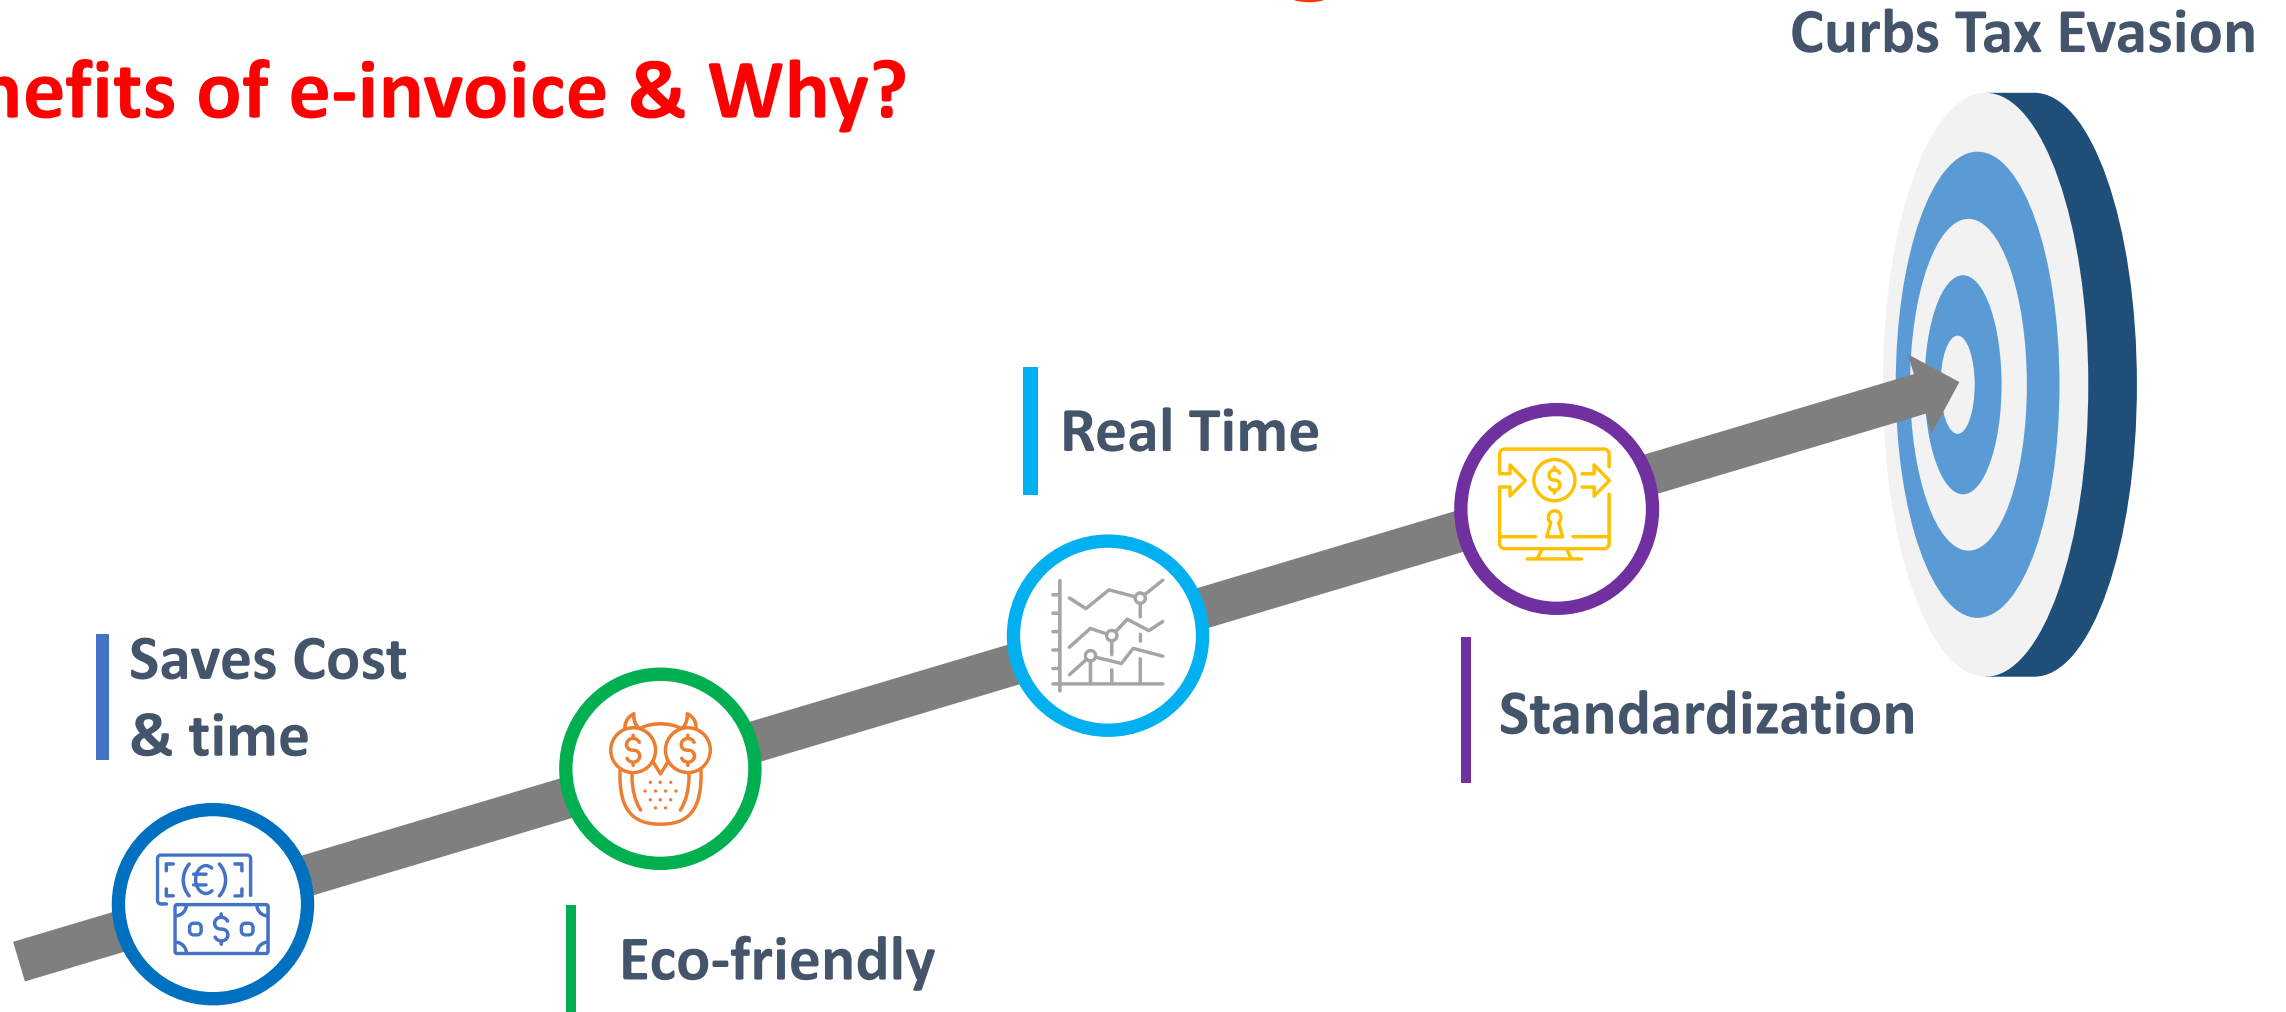 Curbs Tax Evasion
nefits of e-invoice & Why?
Real Time
Saves Cost
& time
Standardization
Eco-friendly